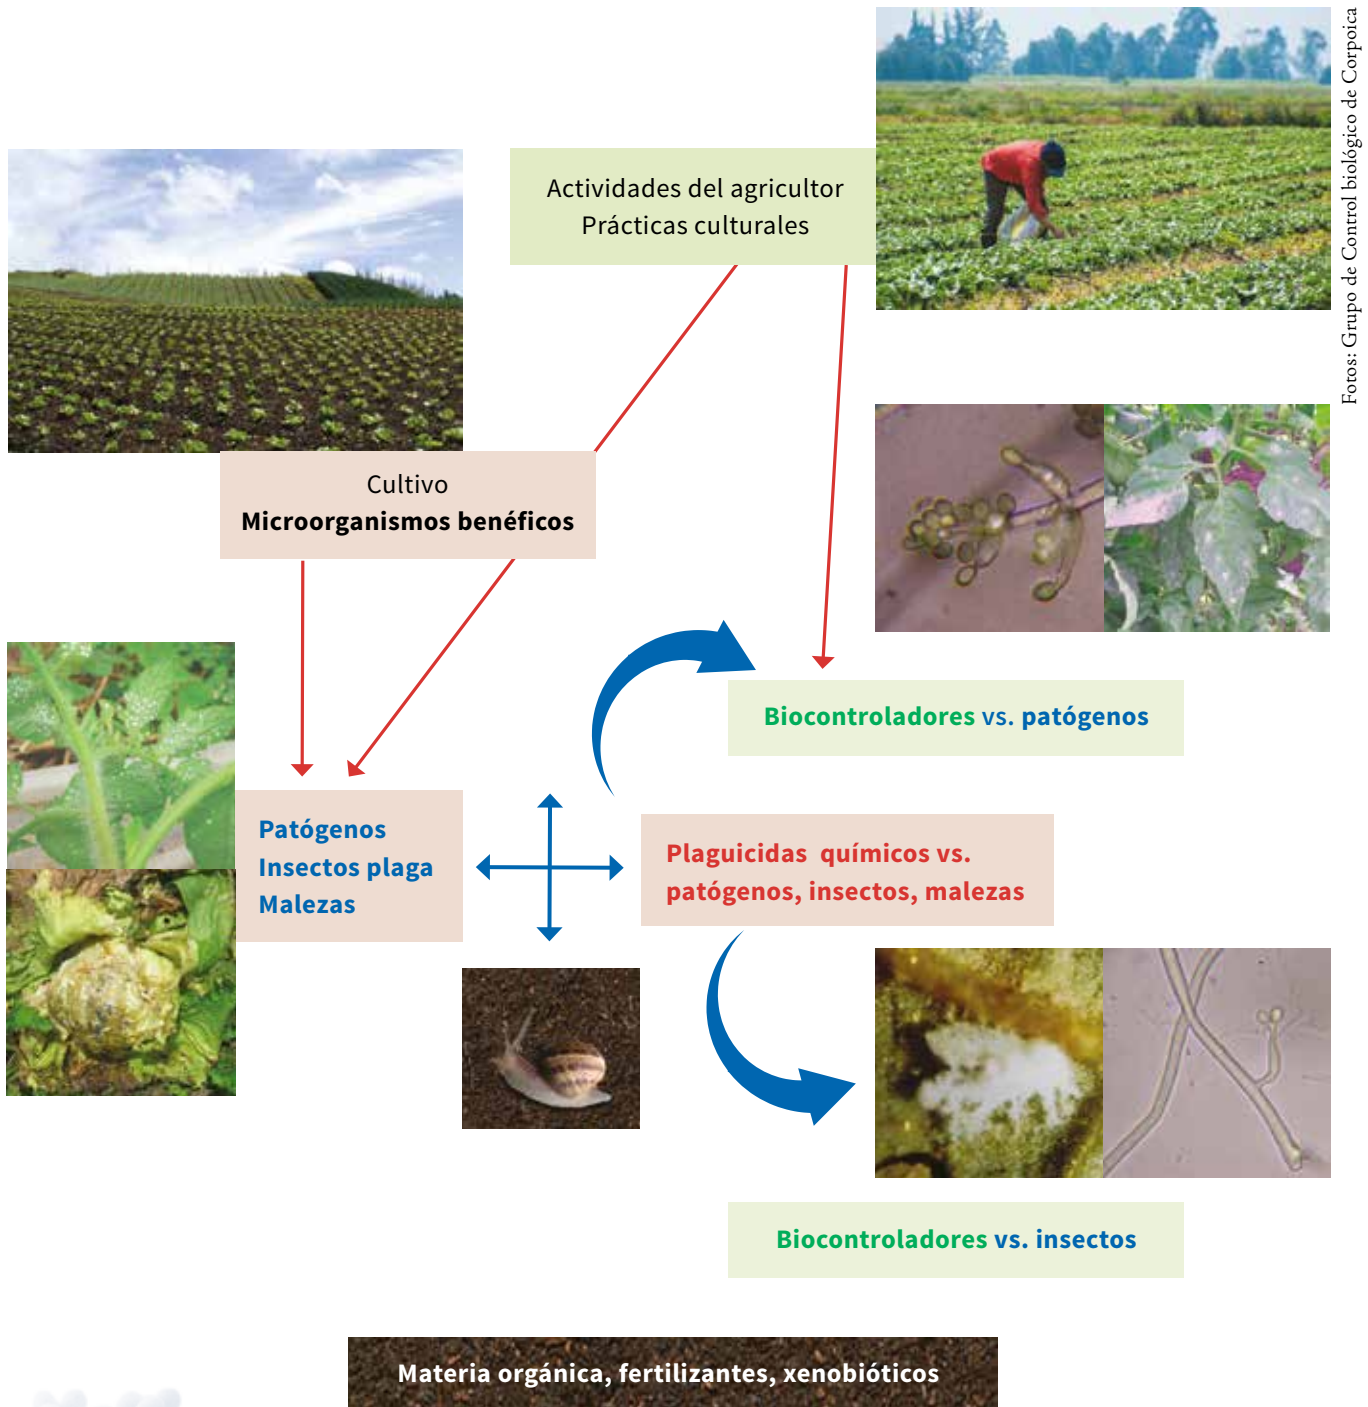 Fotos: Grupo de Control biológico de Corpoica
Actividades del agricultor
Prácticas culturales
Cultivo
Microorganismos benéficos
Biocontroladores vs. patógenos
Patógenos
Insectos plaga
Malezas
Plaguicidas químicos vs.
patógenos, insectos, malezas
Biocontroladores vs. insectos
Materia orgánica, fertilizantes, xenobióticos